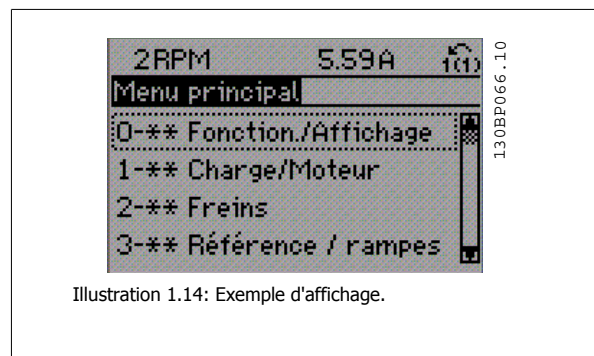 2RPM 5.59A 1(1)
Menu principal
0-** Fonction./Affichage
1-** Charge/Moteur
2-** Freins
3-** Référence / rampes
130BP066.10
Illustration 1.14: Exemple d'affichage.